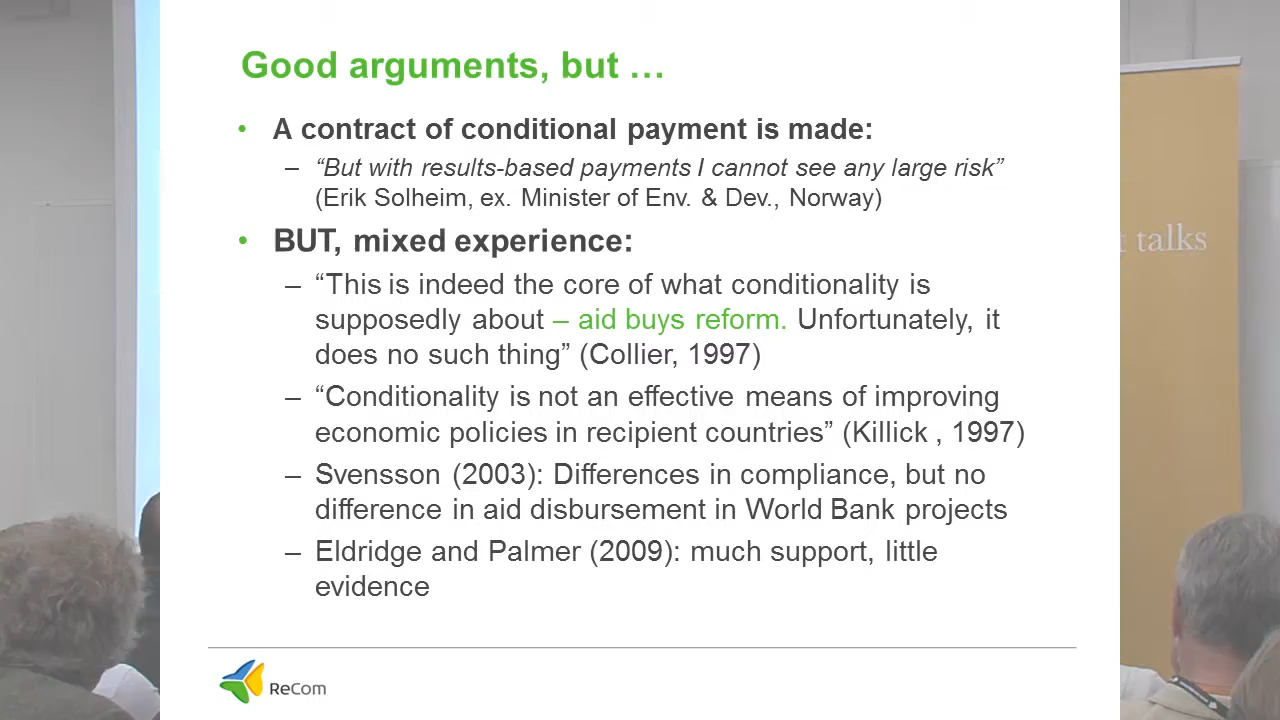 Good arguments, but …
• A contract of conditional payment is made:
– “But with results-based payments I cannot see any large risk”
(Erik Solheim, ex. Minister of Env. & Dev., Norway)
• BUT, mixed experience:
– “This is indeed the core of what conditionality is
supposedly about – aid buys reform. Unfortunately, it
does no such thing” (Collier, 1997)
– “Conditionality is not an effective means of improving
economic policies in recipient countries” (Killick , 1997)
– Svensson (2003): Differences in compliance, but no
difference in aid disbursement in World Bank projects
– Eldridge and Palmer (2009): much support, little
evidence
ReCom
talks